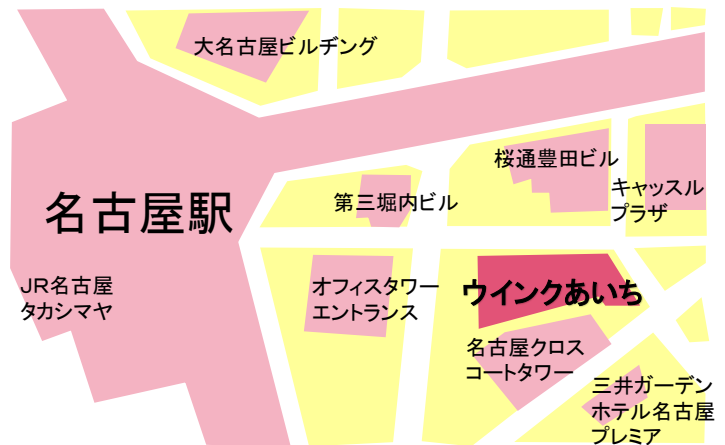 大名古屋ビルヂング
桜通豊田ビル
キャッスル
プラザ
第三堀内ビル
名古屋駅
JR名古屋
タカシマヤ
オフィスタワー
エントランス
ウインクあいち
名古屋クロス
コートタワー
三井ガーデン
ホテル名古屋
プレミア